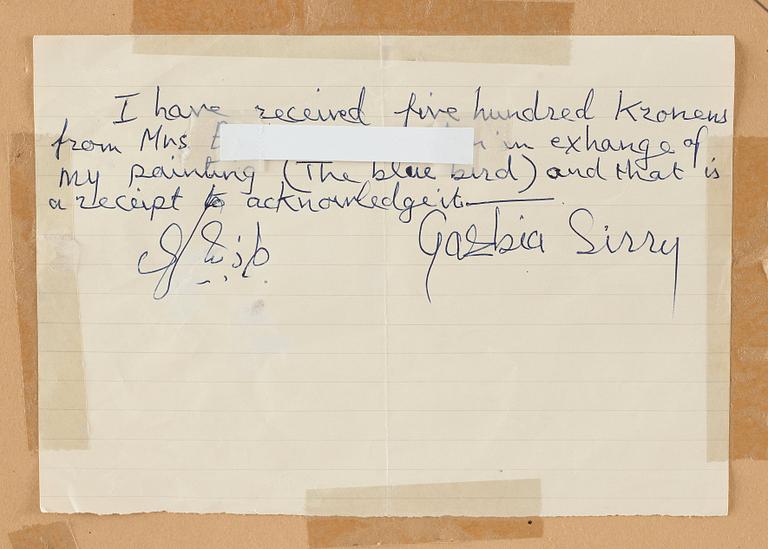 I have received five hundred Kronens
from Mrs. in exhange of
my painting (The blue bird) and that is
a receipt to acknowledge it.
Gazbia Sirry